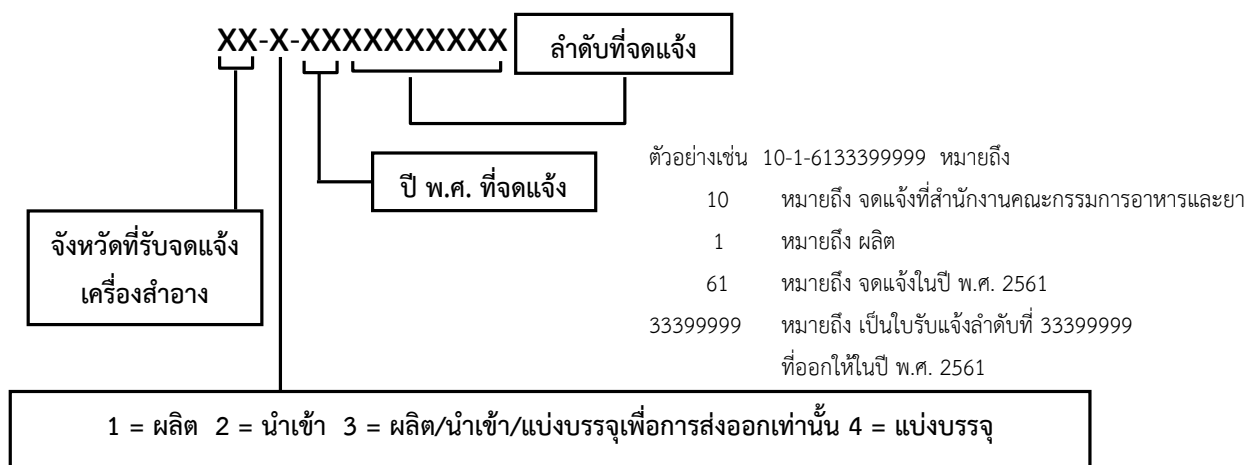 XX-X-XXXXXXXXXX
ลำดับที่จดแจ้ง
ปี พ.ศ. ที่จดแจ้ง
จังหวัดที่รับจดแจ้ง
เครื่องสำอาง
ตัวอย่างเช่น 10-1-6133399999 หมายถึง
10 หมายถึง จดแจ้งที่สำนักงานคณะกรรมการอาหารและยา
1 หมายถึง ผลิต
61 หมายถึง จดแจ้งในปี พ.ศ. 2561
33399999 หมายถึง เป็นใบรับแจ้งลำดับที่ 33399999
ที่ออกให้ในปี พ.ศ. 2561
1 = ผลิต 2 = นำเข้า 3 = ผลิต/นำเข้า/แบ่งบรรจุเพื่อการส่งออกเท่านั้น 4 = แบ่งบรรจุ